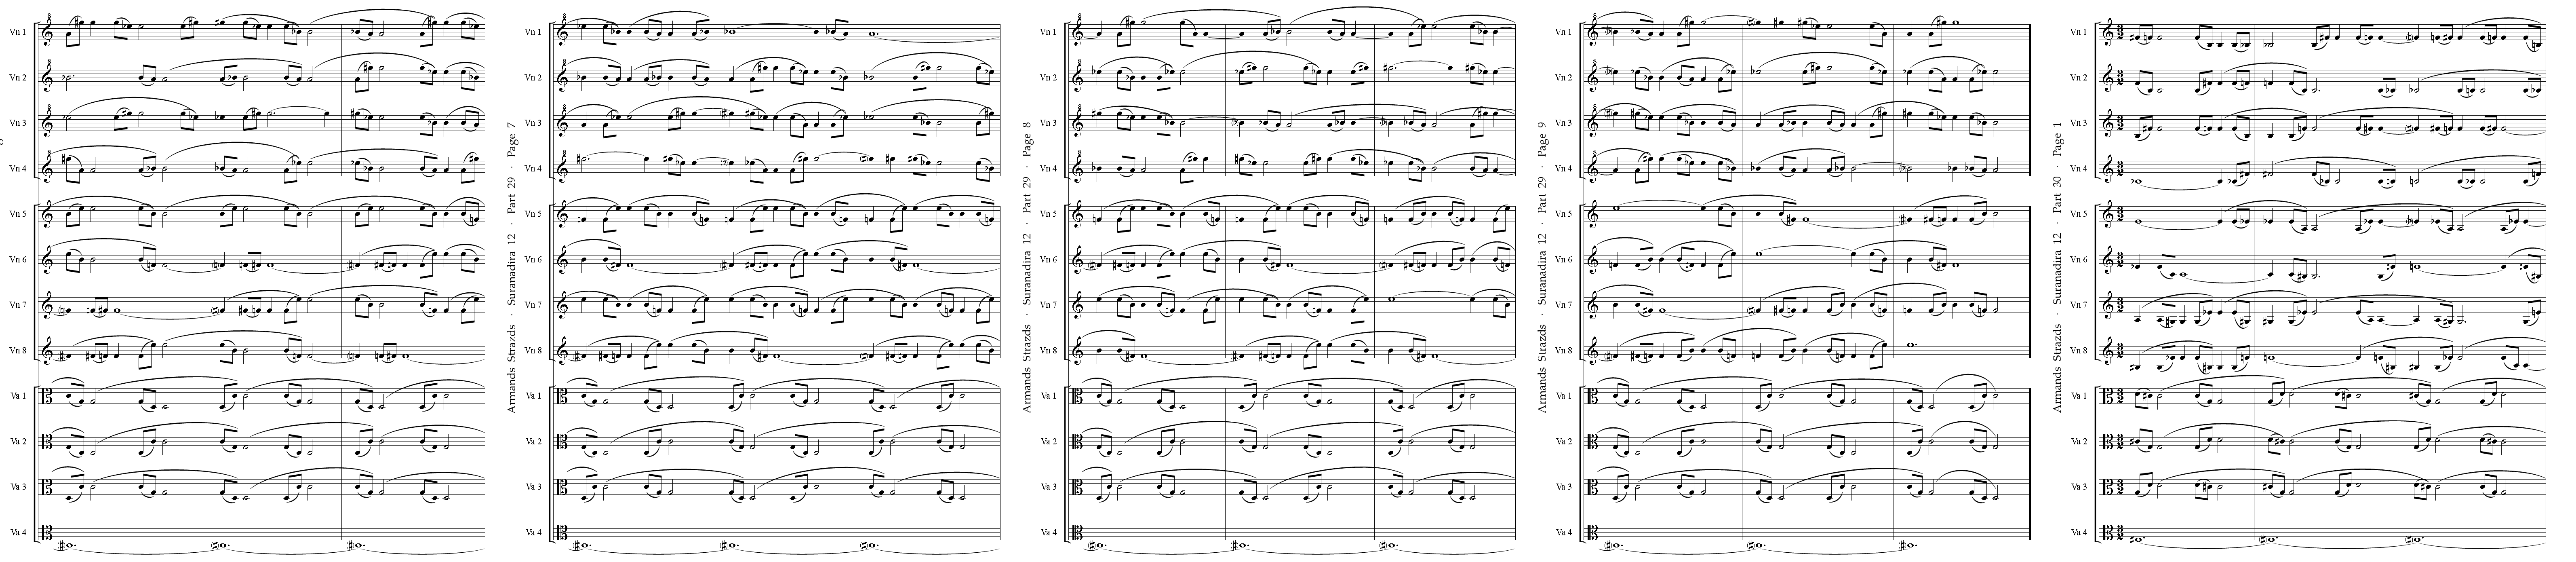 Vn 1
Vn 2
Vn 3
Vn 4
Vn 5
Vn 6
Vn 7
Vn 8
Va 1
Va 2
Va 3
Va 4
Armands Strazds · Suranadira 12 · Part 29 · Page 7
Vn 1
Vn 2
Vn 3
Vn 4
Vn 5
Vn 6
Vn 7
Vn 8
Va 1
Va 2
Va 3
Va 4
Armands Strazds · Suranadira 12 · Part 29 · Page 8
Vn 1
Vn 2
Vn 3
Vn 4
Vn 5
Vn 6
Vn 7
Vn 8
Va 1
Va 2
Va 3
Va 4
Armands Strazds · Suranadira 12 · Part 29 · Page 9
Vn 1
Vn 2
Vn 3
Vn 4
Vn 5
Vn 6
Vn 7
Vn 8
Va 1
Va 2
Va 3
Va 4
Armands Strazds · Suranadira 12 · Part 30 · Page 1
Vn 1
Vn 2
Vn 3
Vn 4
Vn 5
Vn 6
Vn 7
Vn 8
Va 1
Va 2
Va 3
Va 4